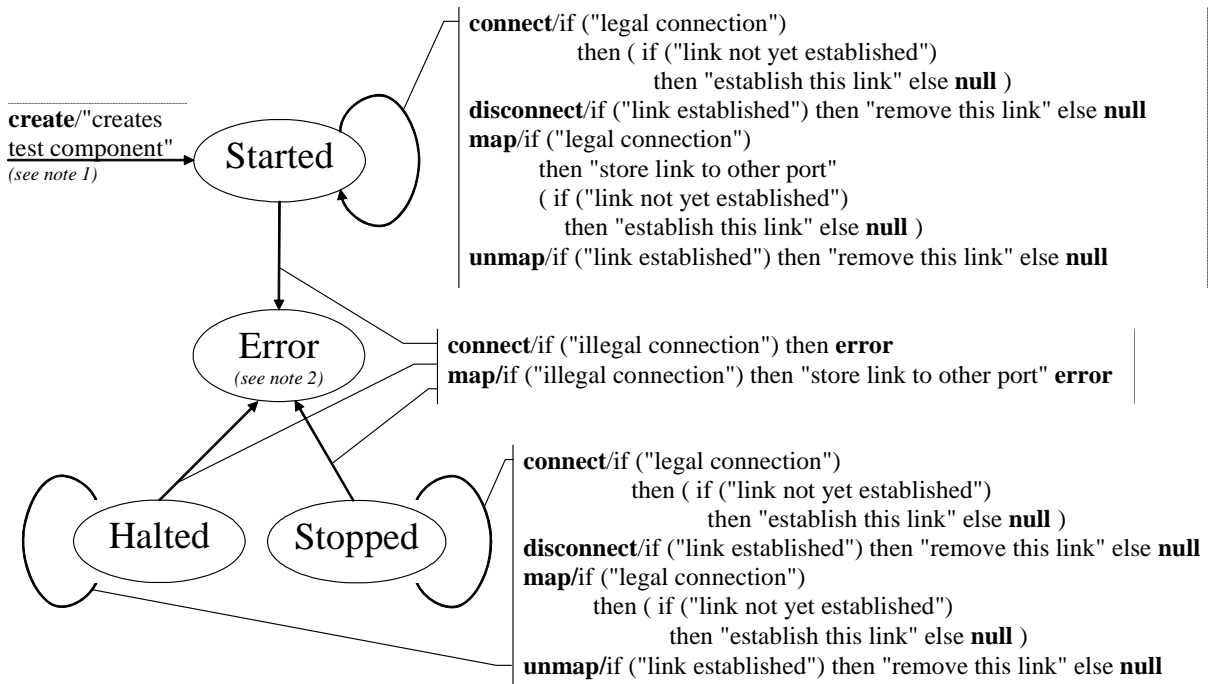 connect/if ("legal connection")
then ( if ("link not yet established")
then "establish this link" else null )
disconnect/if ("link established") then "remove this link" else null
map/if ("legal connection")
then "store link to other port"
( if ("link not yet established")
then "establish this link" else null )
unmap/if ("link established") then "remove this link" else null
create/"creates
test component"
(see note 1)
Started
Error
(see note 2)
connect/if ("illegal connection") then error
map/if ("illegal connection") then "store link to other port" error
Halted
Stopped
connect/if ("legal connection")
then ( if ("link not yet established")
then "establish this link" else null )
disconnect/if ("link established") then "remove this link" else null
map/if ("legal connection")
then ( if ("link not yet established")
then "establish this link" else null )
unmap/if ("link established") then "remove this link" else null